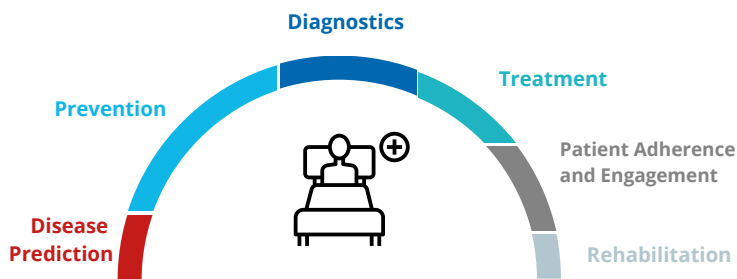 Diagnostics
Treatment
Prevention
Patient Adherence
and Engagement
Disease
Prediction
Rehabilitation